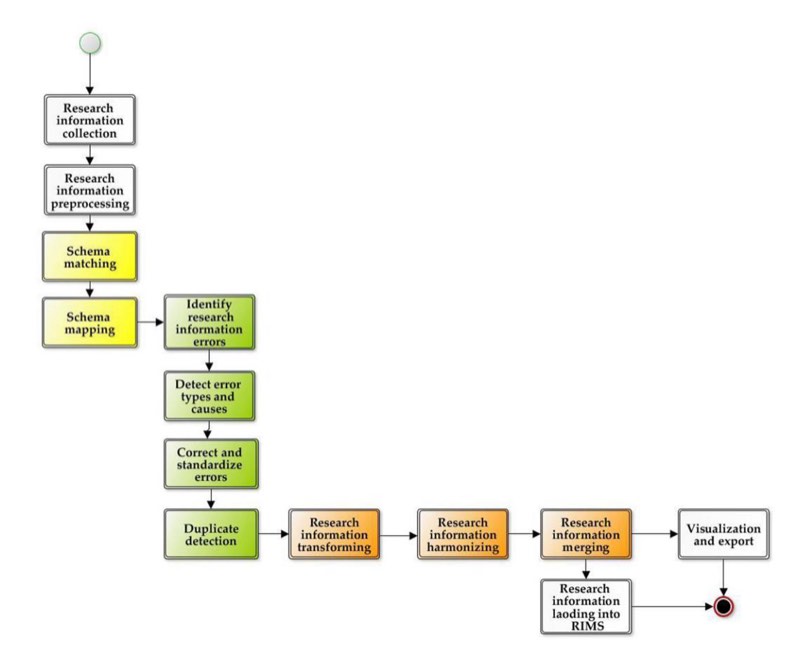 Research
information
collection
Research
information
preprocessing
Schema
matching
Schema
mapping
Identify
research
information
errors
Detect error
types and
causes
Correct and
standardize
errors
Duplicate
detection
Research
information
transforming
Research
information
harmonizing
Research
information
merging
Visualization
and export
Research
information
laoding into
RIMS